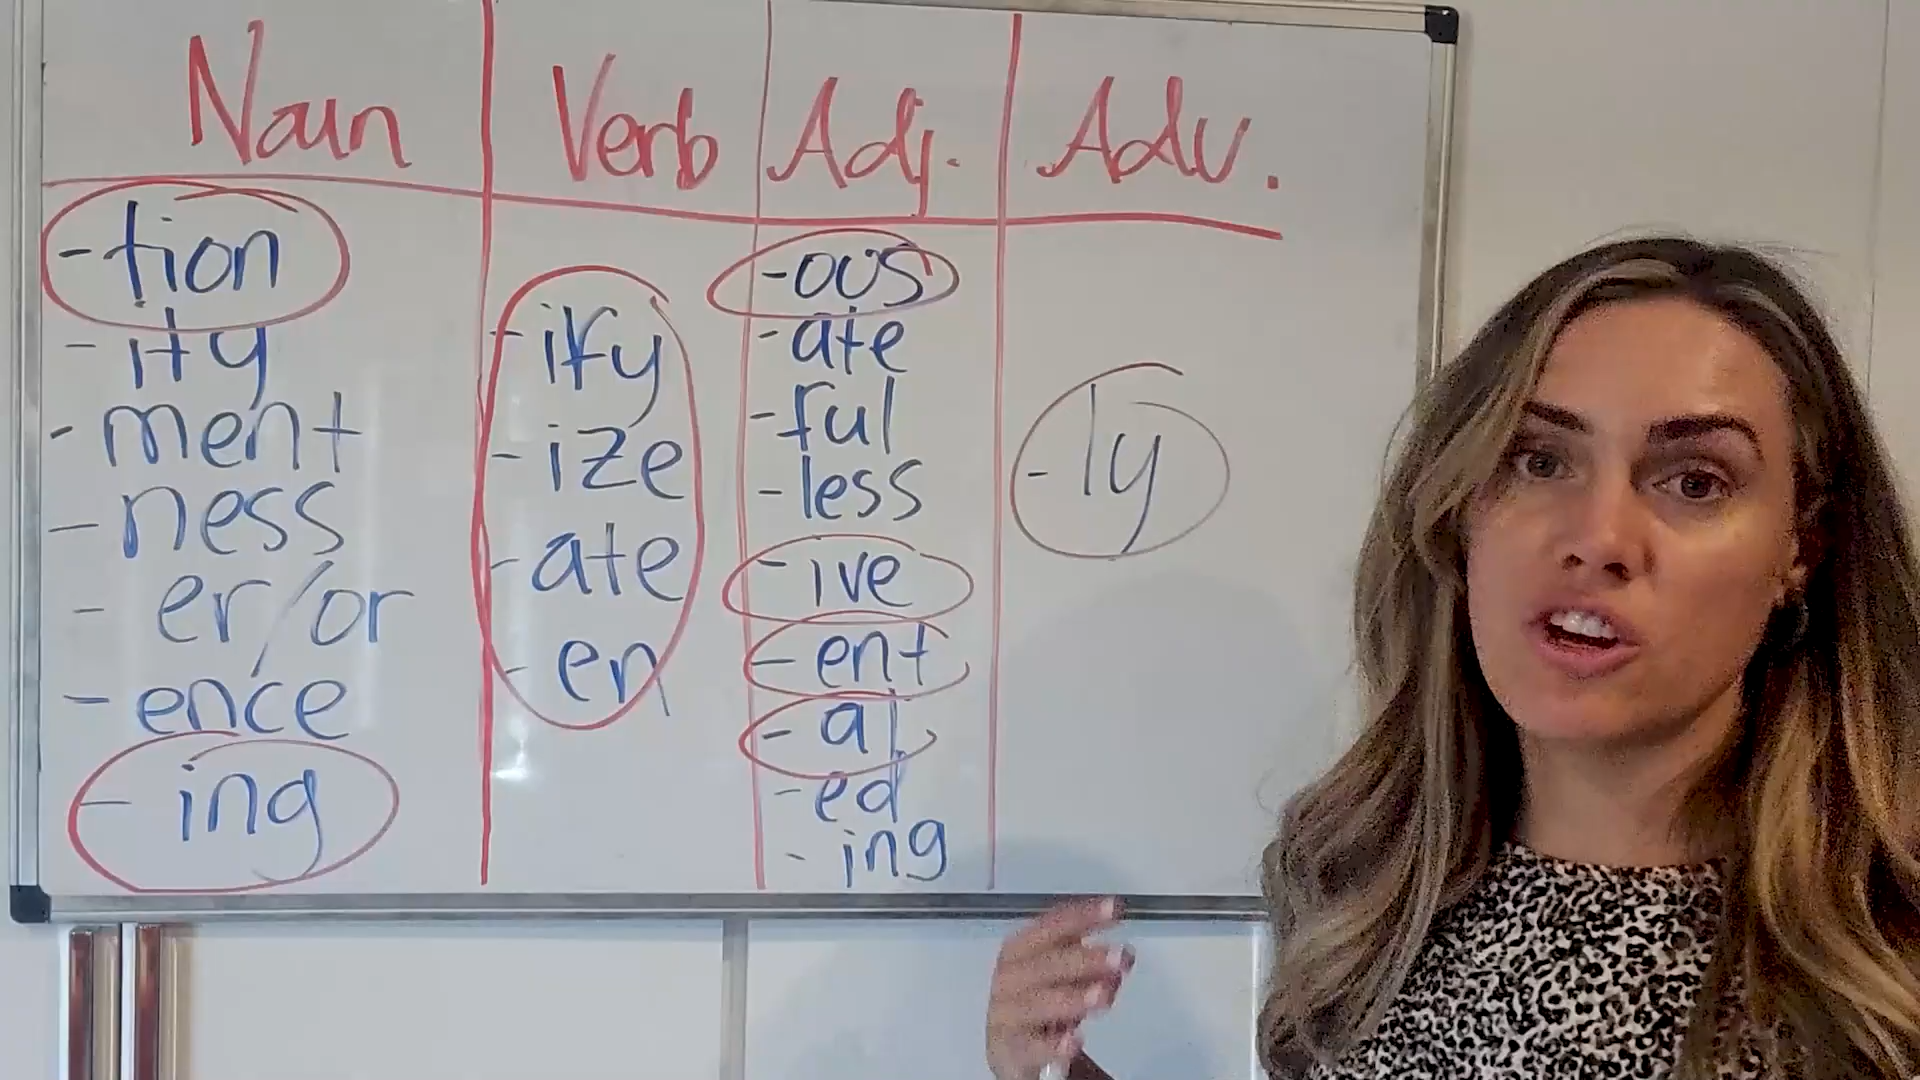 Noun
Verb
Adj.
Adv.
-tion
- ity
- ment
- ness
- er/or
- ence
- ing
- ify
- ize
- ate
- en
-ous
-ate
-ful
-less
- ive
- ent
- al
-ed
- ing
-ly